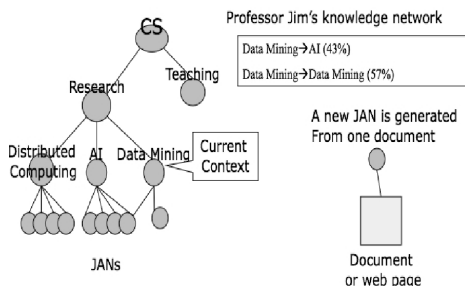 CS
Professor Jim's knowledge network
Data Mining→AI (43%)
Data Mining→Data Mining (57%)
Teaching
Research
A new JAN is generated
From one document
Distributed
Computing
AI
Data Mining
Current
Context
JANs
Document
or web page